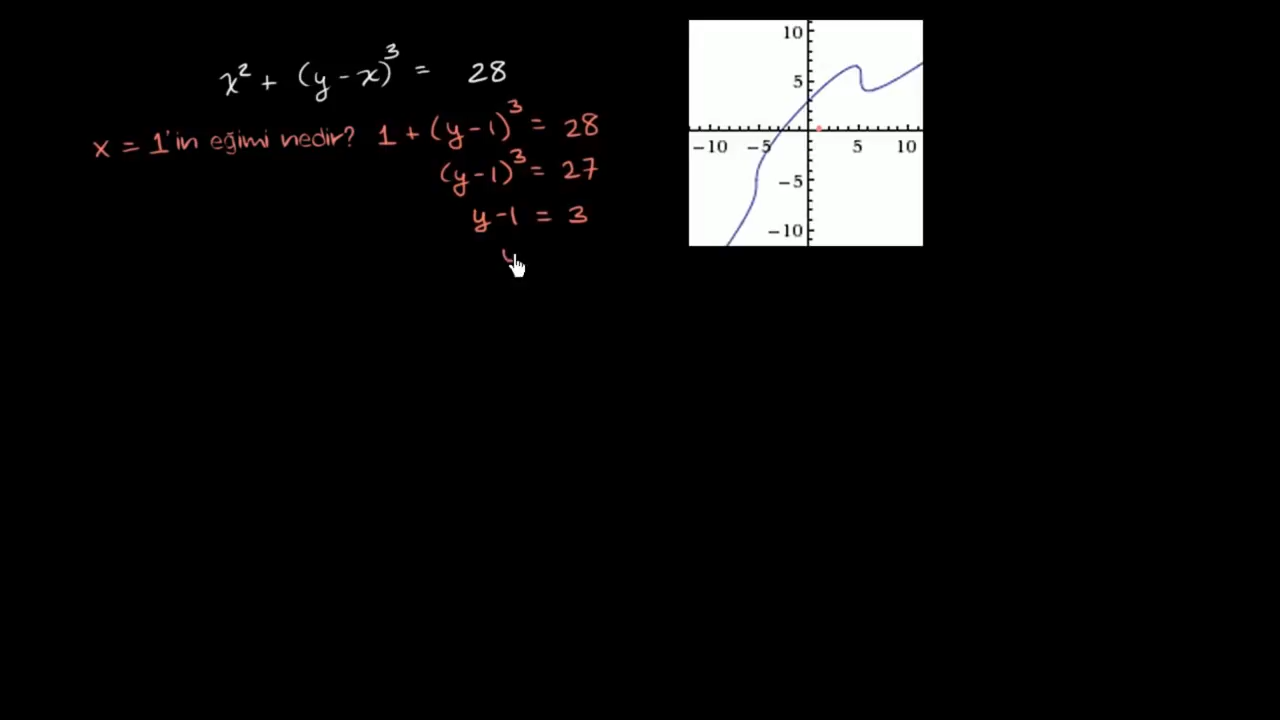 x² + (y - x)³ = 28
x = 1'in eğimi nedir? 1 + (y - 1)³ = 28
(y - 1)³ = 27
y - 1 = 3
10
5
-10 -5 5 10
-5
-10